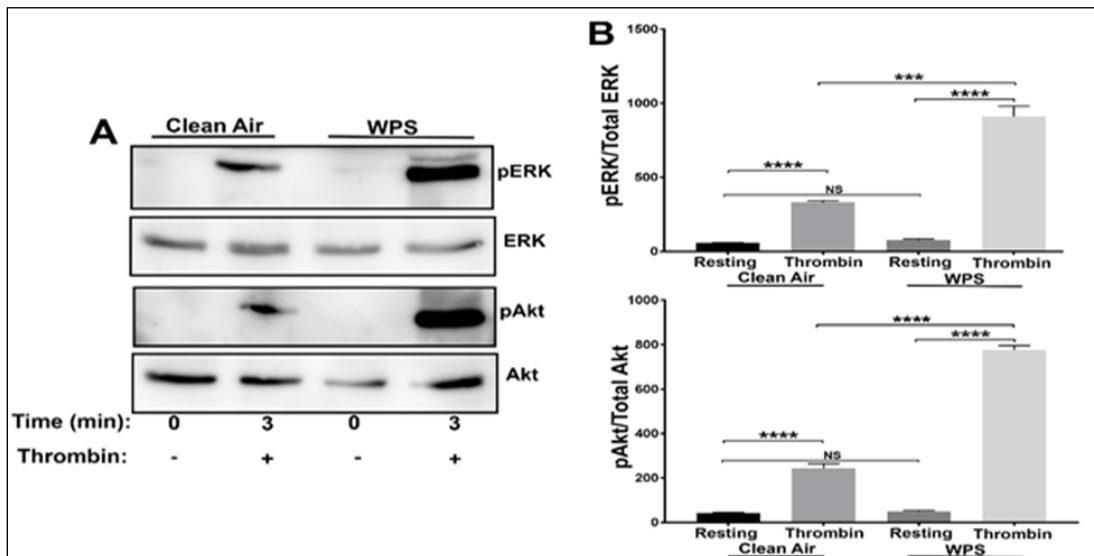 A
Clean Air WPS
pERK
ERK
pAkt
Akt
Time (min): 0 3 0 3
Thrombin: - + - +
B
1500
***
****
1000
pERK/Total ERK
****
500
NS
0
Resting Thrombin Resting Thrombin
Clean Air WPS
1000
****
****
800
pAkt/Total Akt
600
400
****
NS
200
0
Resting Thrombin Resting Thrombin
Clean Air WPS